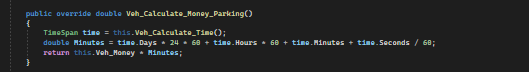 public override double Veh_Calculate_Money_Parking()
{
TimeSpan time = this.Veh_Calculate_Time();
double Minutes = time.Days * 24 * 60 + time.Hours * 60 + time.Minutes + time.Seconds / 60;
return this.Veh_Money * Minutes;
}